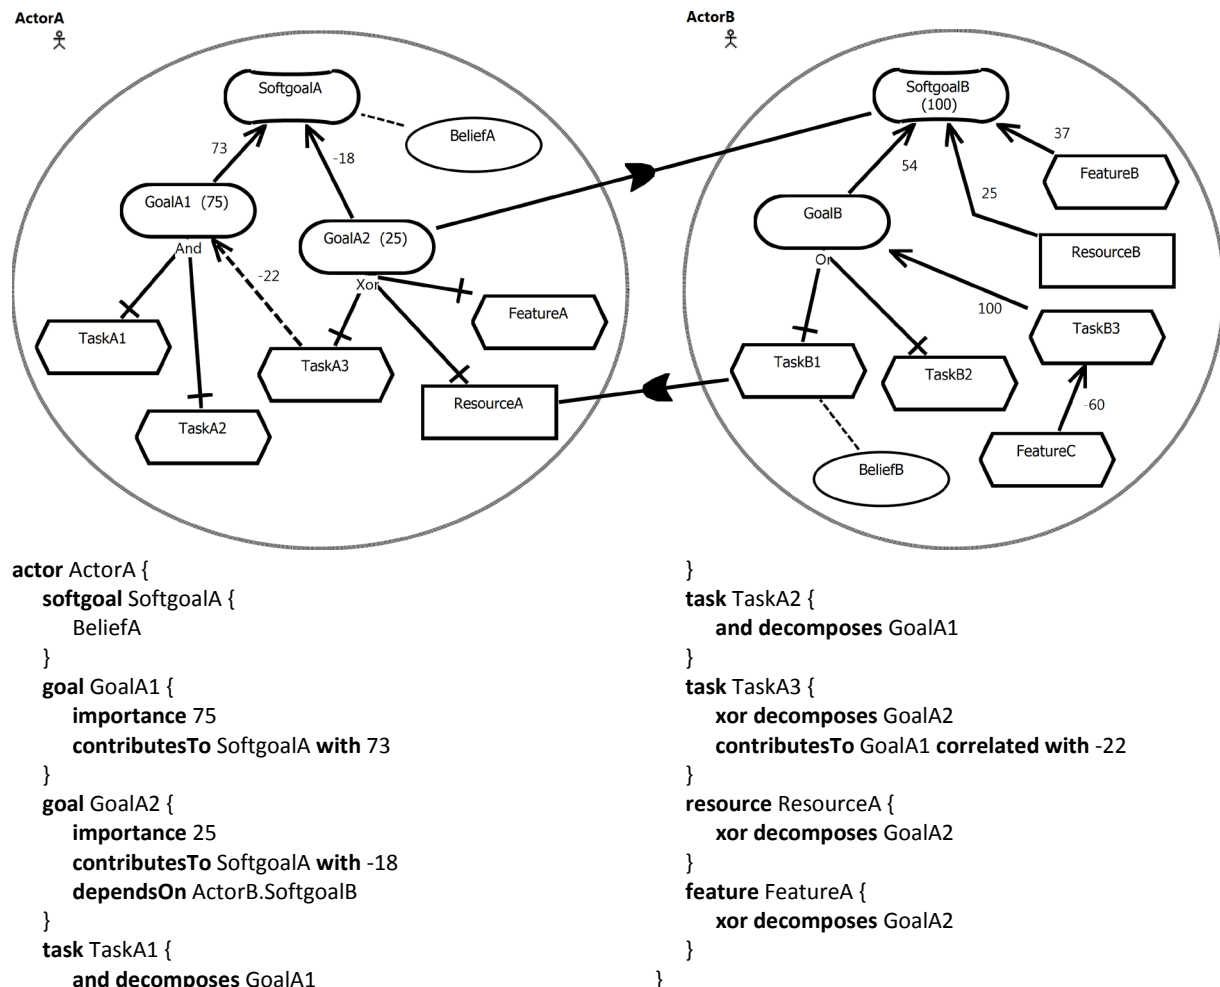 ActorA
ActorB
SoftgoalA
BeliefA
73
-18
GoalA1 (75)
And
GoalA2 (25)
Xor
-22
TaskA1
TaskA2
TaskA3
FeatureA
ResourceA
SoftgoalB
(100)
37
FeatureB
54
25
GoalB
Or
ResourceB
100
TaskB3
TaskB1
TaskB2
-60
FeatureC
BeliefB
actor ActorA {
softgoal SoftgoalA {
BeliefA
}
goal GoalA1 {
importance 75
contributesTo SoftgoalA with 73
}
goal GoalA2 {
importance 25
contributesTo SoftgoalA with -18
dependsOn ActorB.SoftgoalB
}
task TaskA1 {
and decomposes GoalA1
}
task TaskA2 {
and decomposes GoalA1
}
task TaskA3 {
xor decomposes GoalA2
contributesTo GoalA1 correlated with -22
}
resource ResourceA {
xor decomposes GoalA2
}
feature FeatureA {
xor decomposes GoalA2
}
}